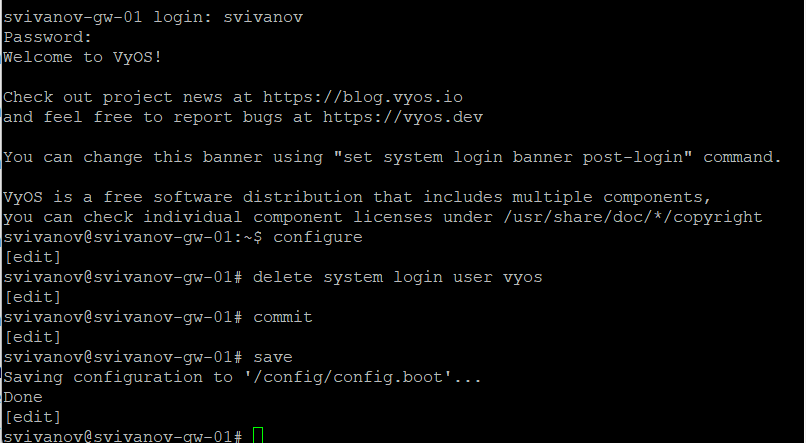 svivanov-gw-01 login: svivanov
Password:
Welcome to VyOS!
Check out project news at https://blog.vyos.io
and feel free to report bugs at https://vyos.dev
You can change this banner using "set system login banner post-login" command.
VyOS is a free software distribution that includes multiple components,
you can check individual component licenses under /usr/share/doc/*/copyright
svivanov@svivanov-gw-01:~$ configure
[edit]
svivanov@svivanov-gw-01# delete system login user vyos
[edit]
svivanov@svivanov-gw-01# commit
[edit]
svivanov@svivanov-gw-01# save
Saving configuration to '/config/config.boot'...
Done
[edit]
svivanov@svivanov-gw-01#